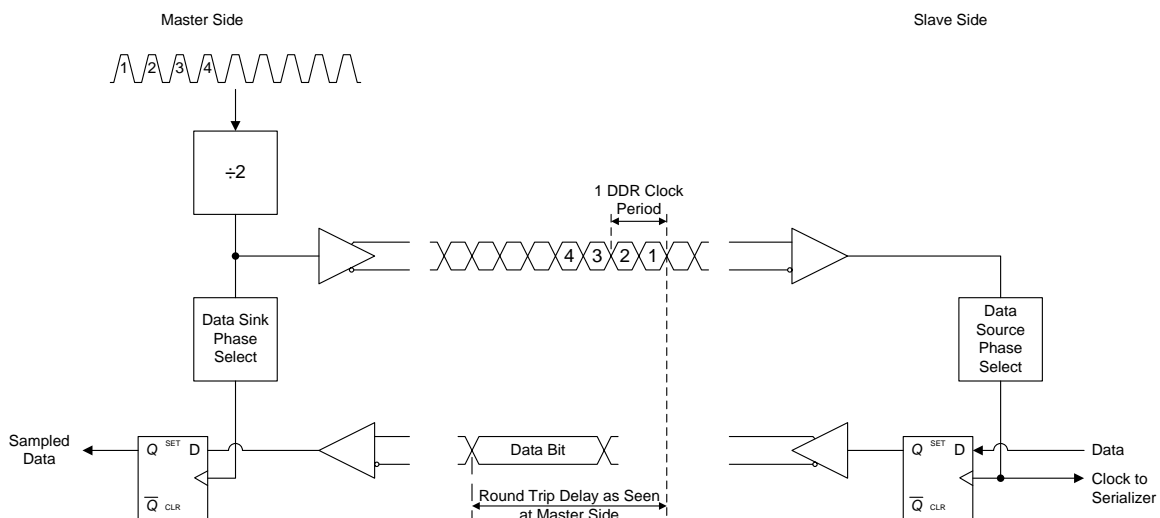 Master Side
Slave Side
1 2 3 4
÷2
1 DDR Clock
Period
4 3 2 1
Data Sink
Phase
Select
Data
Source
Phase
Select
Sampled
Data
Q SET D
Q CLR
Data Bit
Q SET D
Q CLR
Data
Clock to
Serializer
Round Trip Delay as Seen
at Master Side